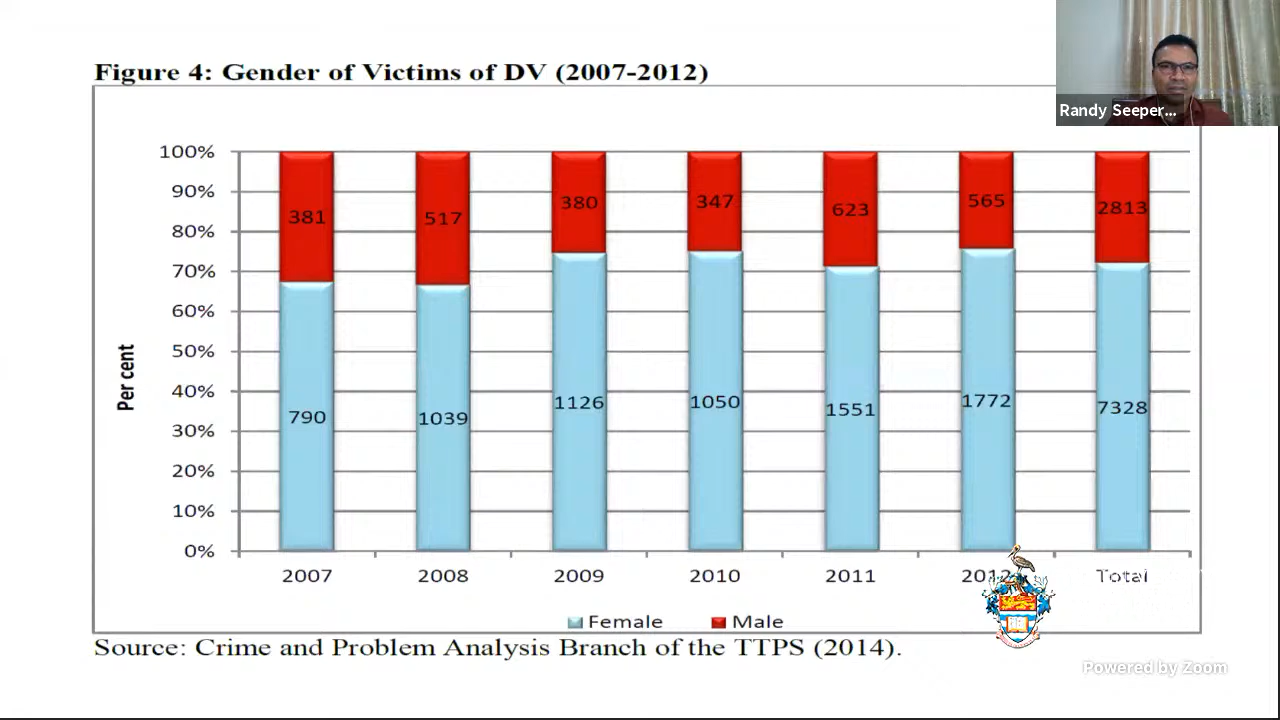 Figure 4: Gender of Victims of DV (2007-2012)
Randy Seeper...
100%
90%
80%
70%
60%
50%
40%
30%
20%
10%
0%
Per cent
381 517 380 347 623 565 2813
790 1039 1126 1050 1551 1772 7328
2007 2008 2009 2010 2011 2012 Total
Female Male
Source: Crime and Problem Analysis Branch of the TTPS (2014).
Powered by Zoom